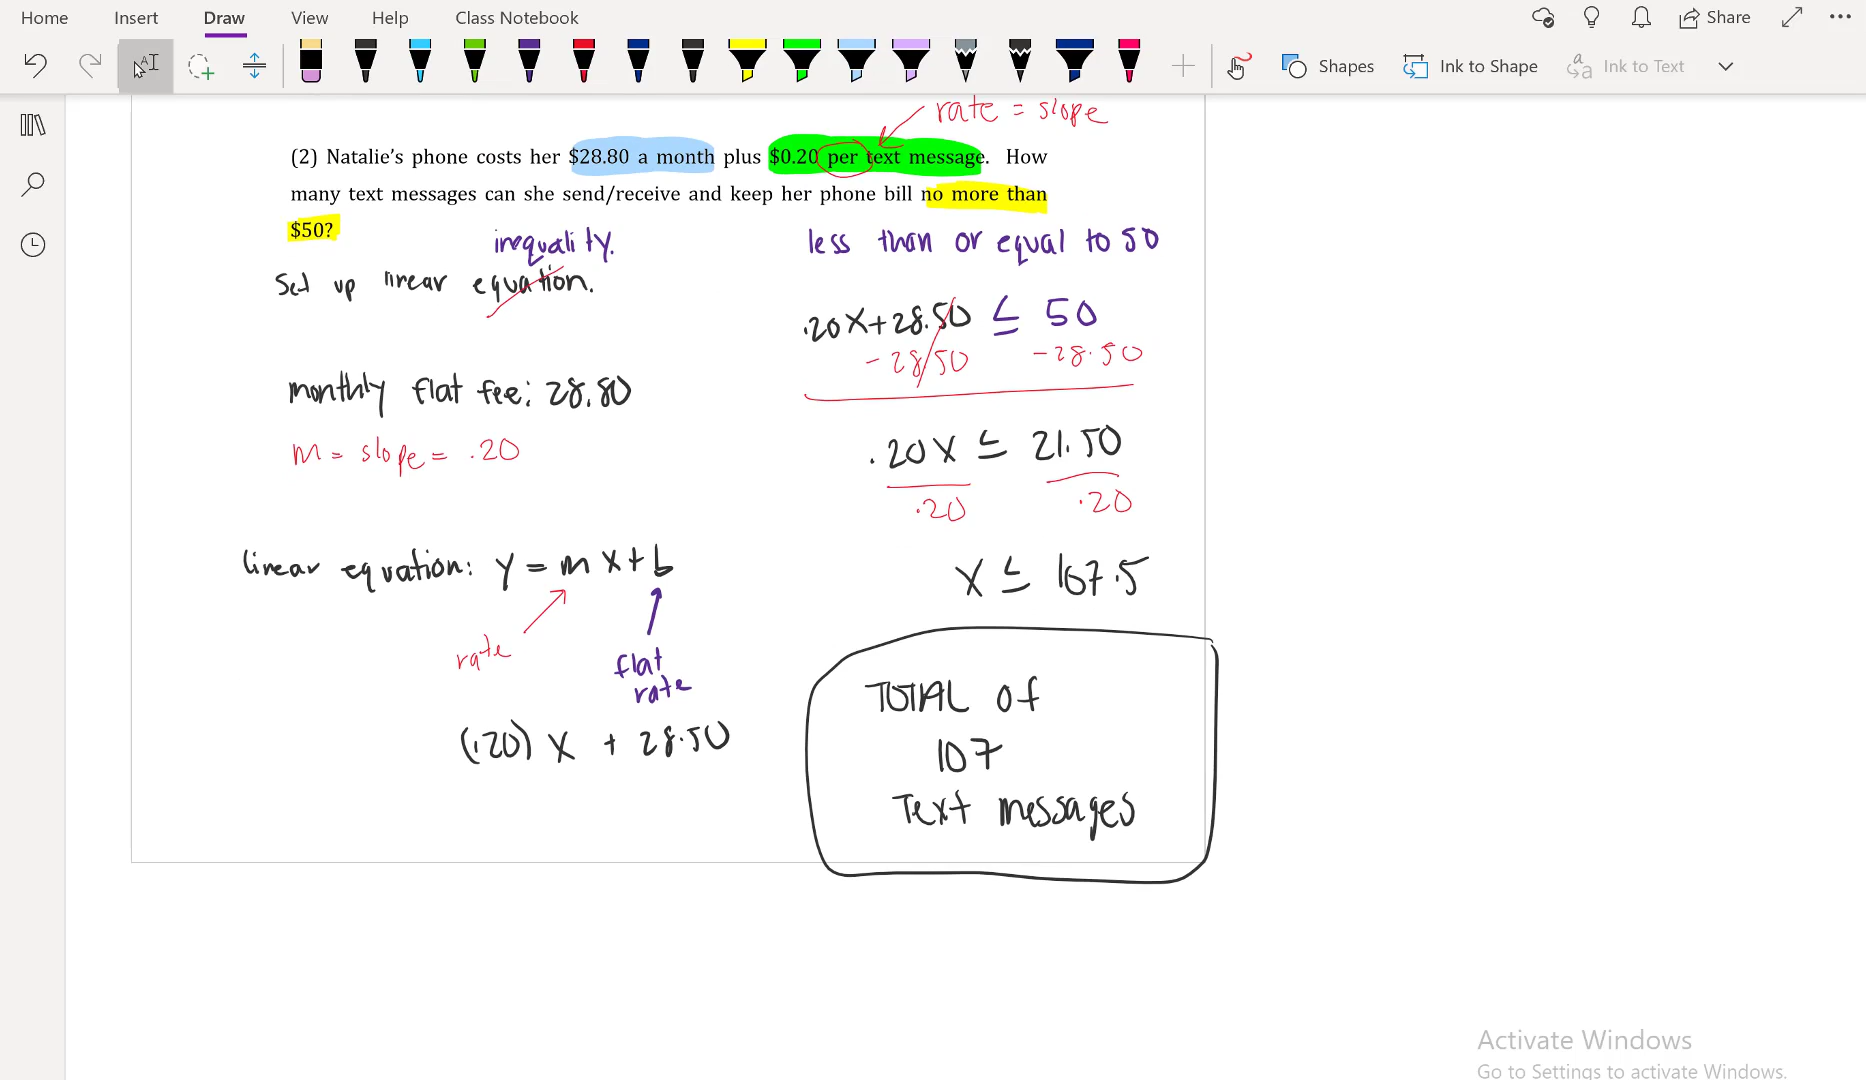 Home Insert Draw View Help Class Notebook Share
Shapes Ink to Shape Ink to Text
rate = slope
(2) Natalie's phone costs her $28.80 a month plus $0.20 per text message. How
many text messages can she send/receive and keep her phone bill no more than
$50?
inequality.
less than or equal to 50
Set up linear equation.
.20x+28.50 ≤ 50
-28.50 -28.50
monthly flat fee: 28.80
m = slope = .20
.20x ≤ 21.50
.20 .20
linear equation: y = mx+b
x ≤ 107.5
rate
flat
rate
(.20) x + 28.50
TOTAL of
107
Text messages
Activate Windows
Go to Settings to activate Windows.